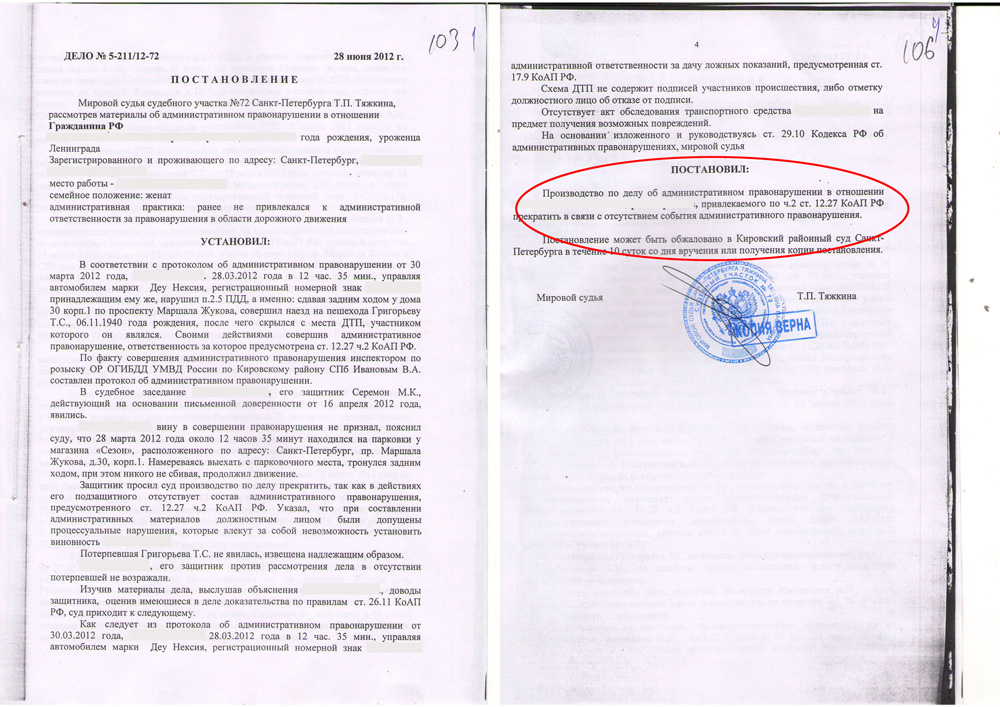 103
ДЕЛО № 5-211/12-72 28 июня 2012 г.
ПОСТАНОВЛЕНИЕ
Мировой судья судебного участка №72 Санкт-Петербурга Т.П. Тяжкина,
рассмотрев материалы об административном правонарушении в отношении
Гражданина РФ
года рождения, уроженца
Ленинграда
Зарегистрированного и проживающего по адресу: Санкт-Петербург,
место работы -
семейное положение: женат
административная практика: ранее не привлекался к административной
ответственности за правонарушения в области дорожного движения
УСТАНОВИЛ:
В соответствии с протоколом об административном правонарушении от 30
марта 2012 года, . 28.03.2012 года в 12 час. 35 мин., управляя
автомобилем марки Деу Нексия, регистрационный номерной знак
принадлежащим ему же, нарушил п.2.5 ПДД, а именно: сдавая задним ходом у дома
30 корп.1 по проспекту Маршала Жукова, совершил наезд на пешехода Григорьеву
Т.С., 06.11.1940 года рождения, после чего скрылся с места ДТП, участником
которого он являлся. Своими действиями совершив административное
правонарушение, ответственность за которое предусмотрена ст. 12.27 ч.2 КоАП РФ.
По факту совершения административного правонарушения инспектором по
розыску ОР ОГИБДД УМВД России по Кировскому району СПб Ивановым В.А.
составлен протокол об административном правонарушении.
В судебное заседание , его защитник Серемон М.К.,
действующий на основании письменной доверенности от 16 апреля 2012 года,
явились.
вину в совершении правонарушения не признал, пояснил
суду, что 28 марта 2012 года около 12 часов 35 минут находился на парковки у
магазина «Сезон», расположенного по адресу: Санкт-Петербург, пр. Маршала
Жукова, д.30, корп.1. Намереваясь выехать с парковочного места, тронулся задним
ходом, при этом никого не сбивая, продолжил движение.
Защитник просил суд производство по делу прекратить, так как в действиях
его подзащитного отсутствует состав административного правонарушения,
предусмотренного ст. 12.27 ч.2 КоАП РФ. Указал, что при составлении
административных материалов должностным лицом были допущены
процессуальные нарушения, которые влекут за собой невозможность установить
виновность
Потерпевшая Григорьева Т.С. не явилась, извещена надлежащим образом.
, его защитник против рассмотрения дела в отсутствии
потерпевшей не возражали.
Изучив материалы дела, выслушав объяснения ., доводы
защитника, оценив имеющиеся в деле доказательства по правилам ст. 26.11 КоАП
РФ, суд приходит к следующему.
Как следует из протокола об административном правонарушении от
30.03.2012 года, 28.03.2012 года в 12 час. 35 мин., управляя
автомобилем марки Деу Нексия, регистрационный номерной знак
4
106
административной ответственности за дачу ложных показаний, предусмотренная ст.
17.9 КоАП РФ.
Схема ДТП не содержит подписей участников происшествия, либо отметку
должностного лица об отказе от подписи.
Отсутствует акт обследования транспортного средства на
предмет получения возможных повреждений.
На основании изложенного и руководствуясь ст. 29.10 Кодекса РФ об
административных правонарушениях, мировой судья
ПОСТАНОВИЛ:
Производство по делу об административном правонарушении в отношении
, привлекаемого по ч.2 ст. 12.27 КоАП РФ
прекратить в связи с отсутствием события административного правонарушения.
Постановление может быть обжаловано в Кировский районный суд Санкт-
Петербурга в течение 10 суток со дня вручения или получения копии постановления.
Мировой судья Т.П. Тяжкина
КОПИЯ ВЕРНА